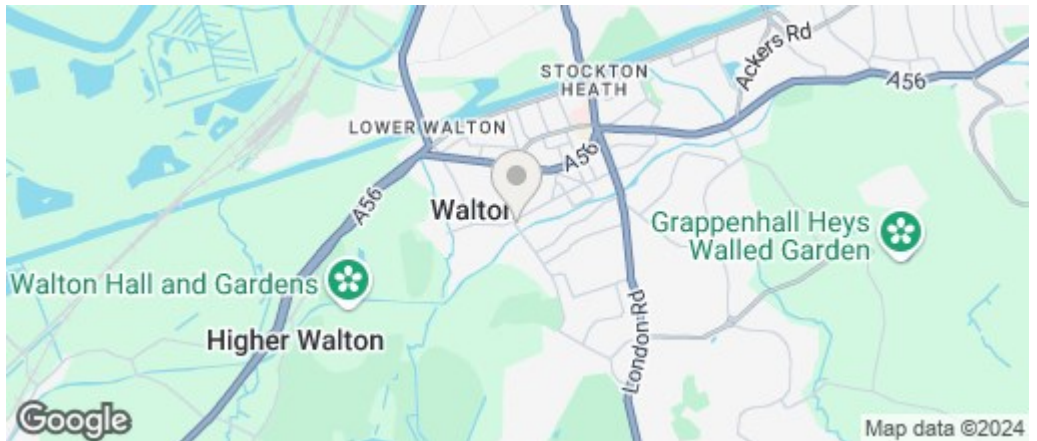 Ackers Rd
STOCKTON
HEATH
A56
LOWER WALTON
A56
A56
Walton
Grappenhall Heys
Walled Garden
Walton Hall and Gardens
London Rd
Higher Walton
Google
Map data ©2024